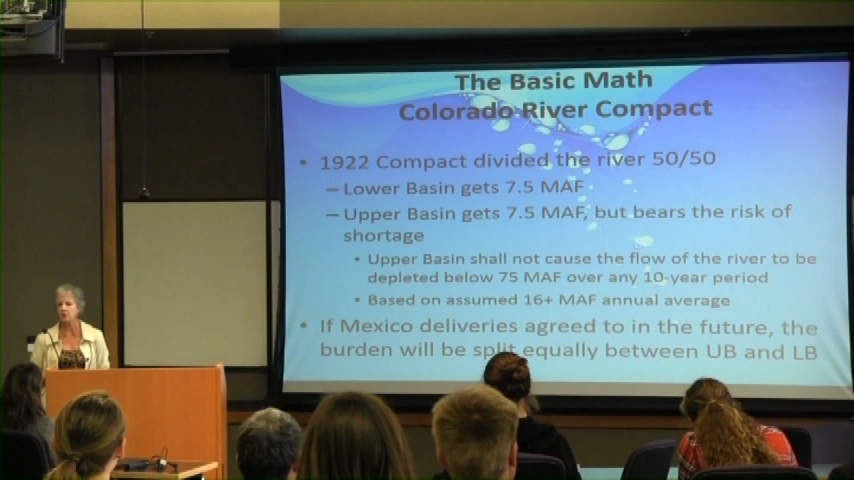 The Basic Math
Colorado River Compact
• 1922 Compact divided the river 50/50
– Lower Basin gets 7.5 MAF
– Upper Basin gets 7.5 MAF, but bears the risk of
shortage
• Upper Basin shall not cause the flow of the river to be
depleted below 75 MAF over any 10-year period
• Based on assumed 16+ MAF annual average
• If Mexico deliveries agreed to in the future, the
burden will be split equally between UB and LB